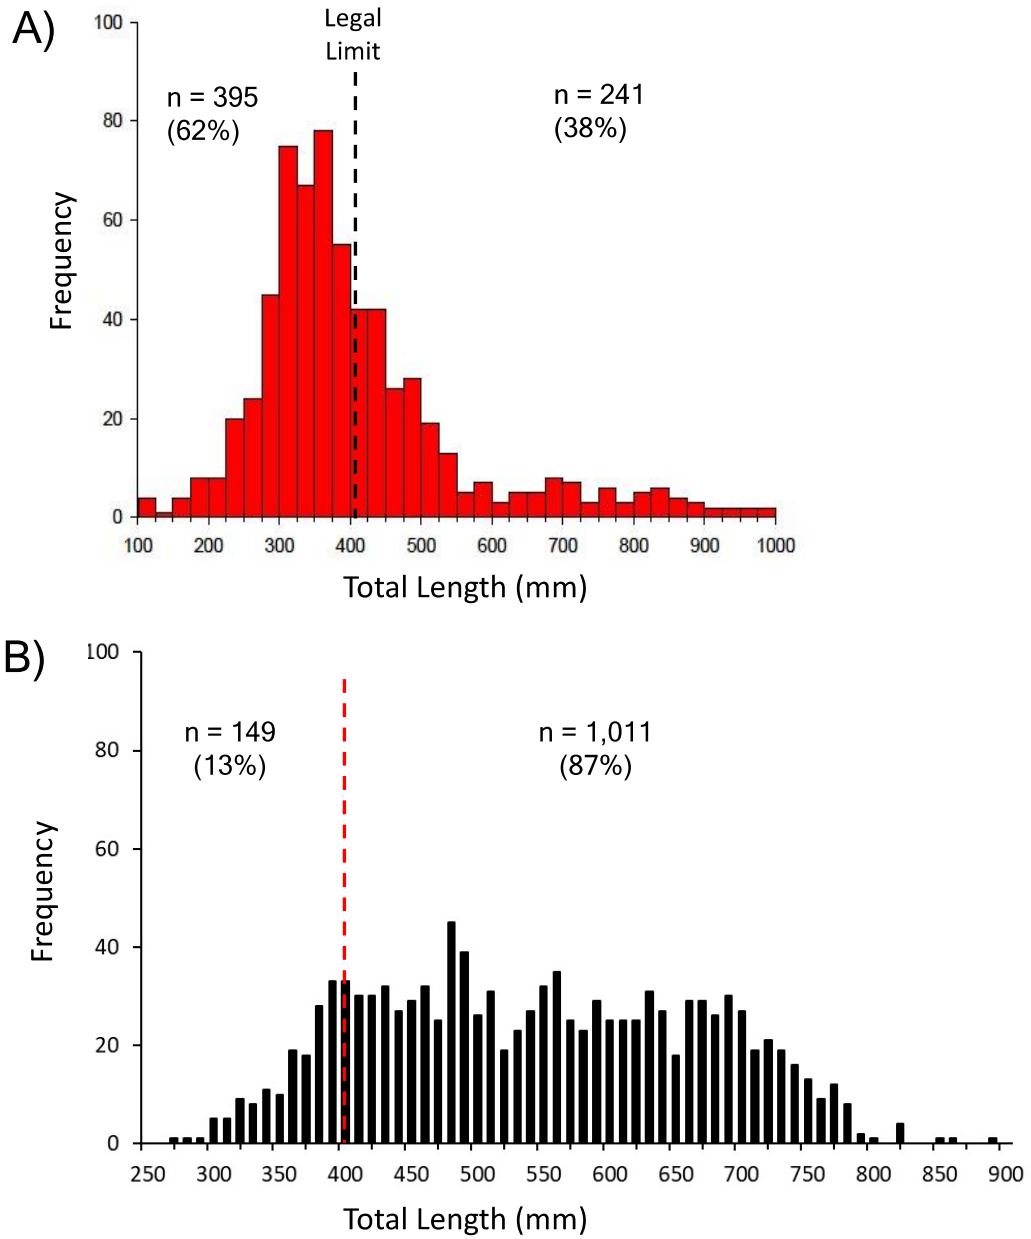 A)
Legal
Limit
n = 395
(62%)
n = 241
(38%)
Frequency
100
80
60
40
20
0
100 200 300 400 500 600 700 800 900 1000
Total Length (mm)
B)
n = 149
(13%)
n = 1,011
(87%)
Frequency
100
80
60
40
20
0
250 300 350 400 450 500 550 600 650 700 750 800 850 900
Total Length (mm)